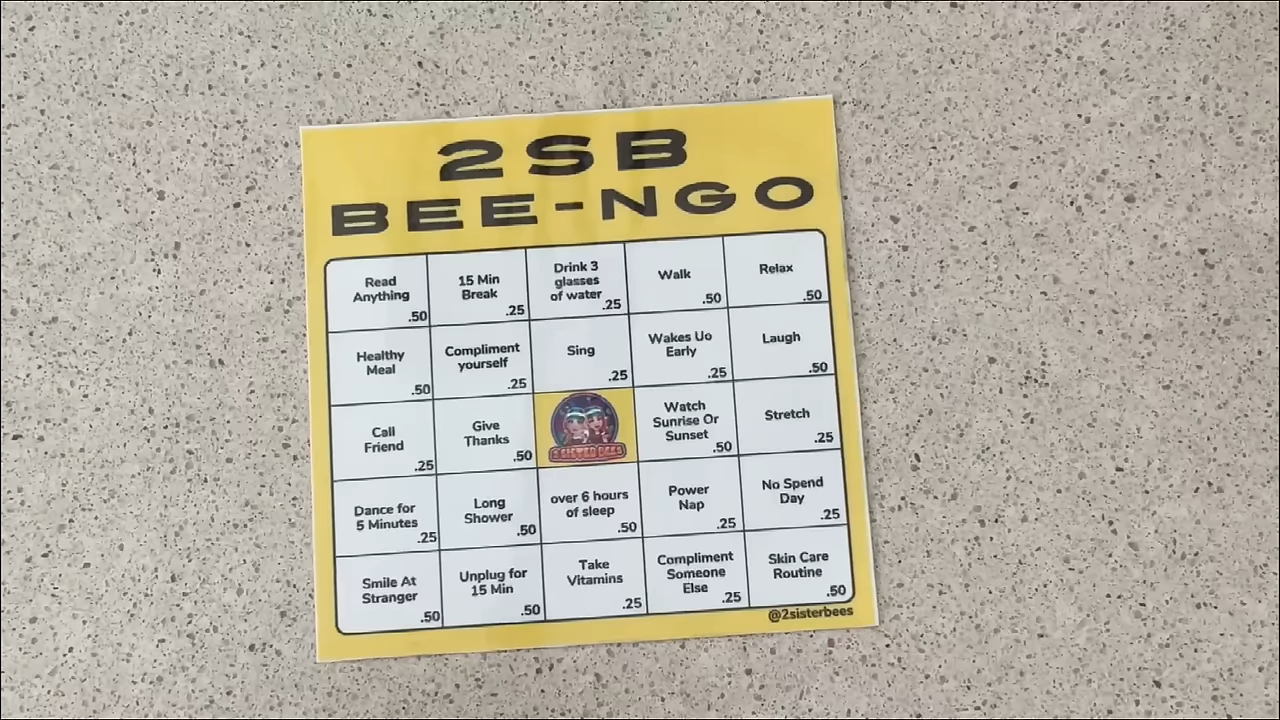 2SB
BEE-NGO
Read
Anything
.50
15 Min
Break
.25
Drink 3
glasses
of water
.25
Walk
.50
Relax
.50
Healthy
Meal
.50
Compliment
yourself
.25
Sing
.25
Wakes Uo
Early
.25
Laugh
.50
Call
Friend
.25
Give
Thanks
.50
2 SISTER BEES
Watch
Sunrise Or
Sunset
.50
Stretch
.25
Dance for
5 Minutes
.25
Long
Shower
.50
over 6 hours
of sleep
.50
Power
Nap
.25
No Spend
Day
.25
Smile At
Stranger
.50
Unplug for
15 Min
.50
Take
Vitamins
.25
Compliment
Someone
Else
.25
Skin Care
Routine
.50
@2sisterbees